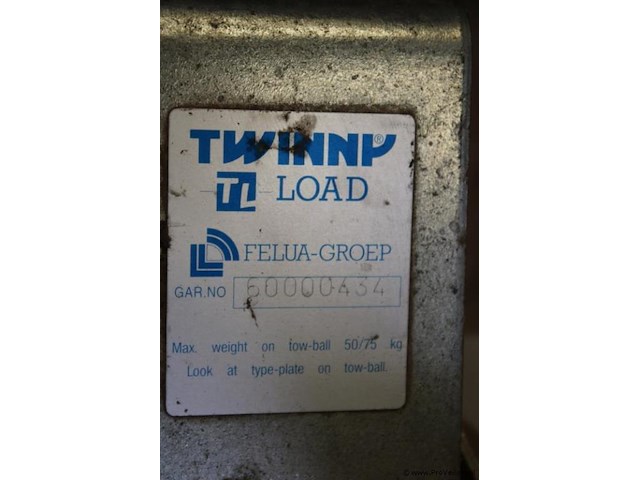 TWINNY®
TL LOAD
FELUA-GROEP
GAR.NO 60000434
Max. weight on tow-ball 50/75 kg
Look at type-plate on tow-ball.